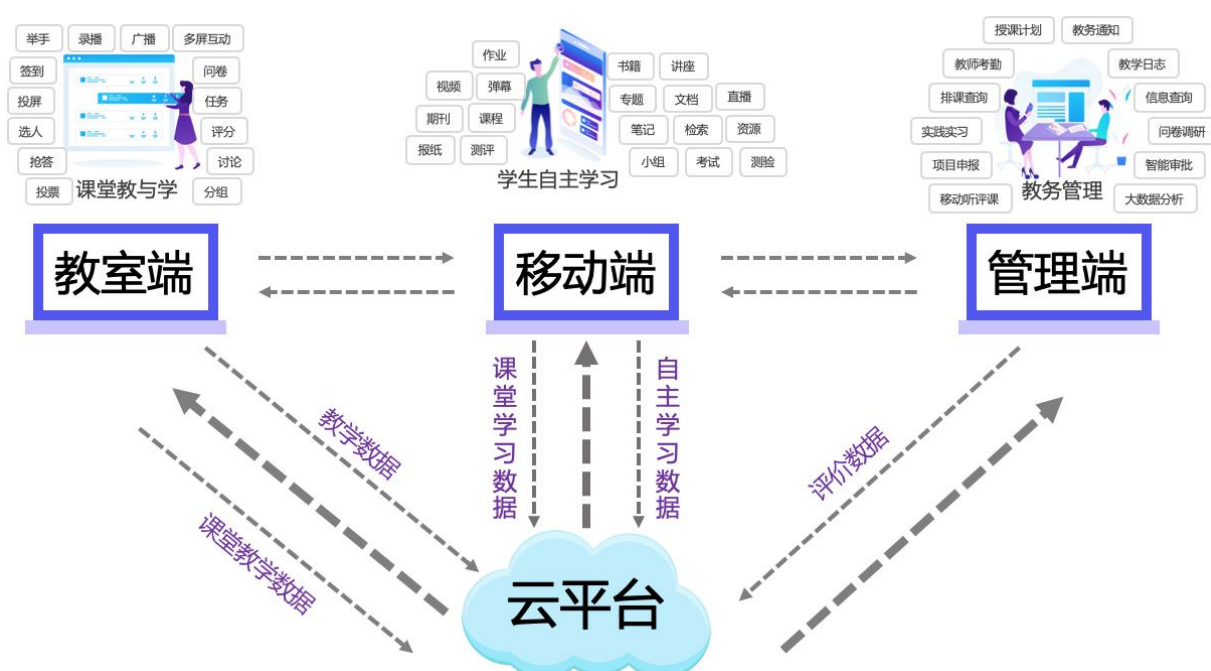 举手 录播 广播 多屏互动
签到 问卷
投屏 任务
选人 评分
抢答 讨论
投票 课堂教与学 分组
作业
视频 弹幕
期刊 课程
报纸 测评
书籍 讲座
专题 文档 直播
笔记 检索 资源
小组 考试 测验
学生自主学习
授课计划 教务通知
教师考勤 教学日志
排课查询 信息查询
实践实习 问卷调研
项目申报 智能审批
移动听评课 教务管理 大数据分析
教室端 移动端 管理端
教学数据
课堂教学数据
课堂学习数据
自主学习数据
评价数据
云平台